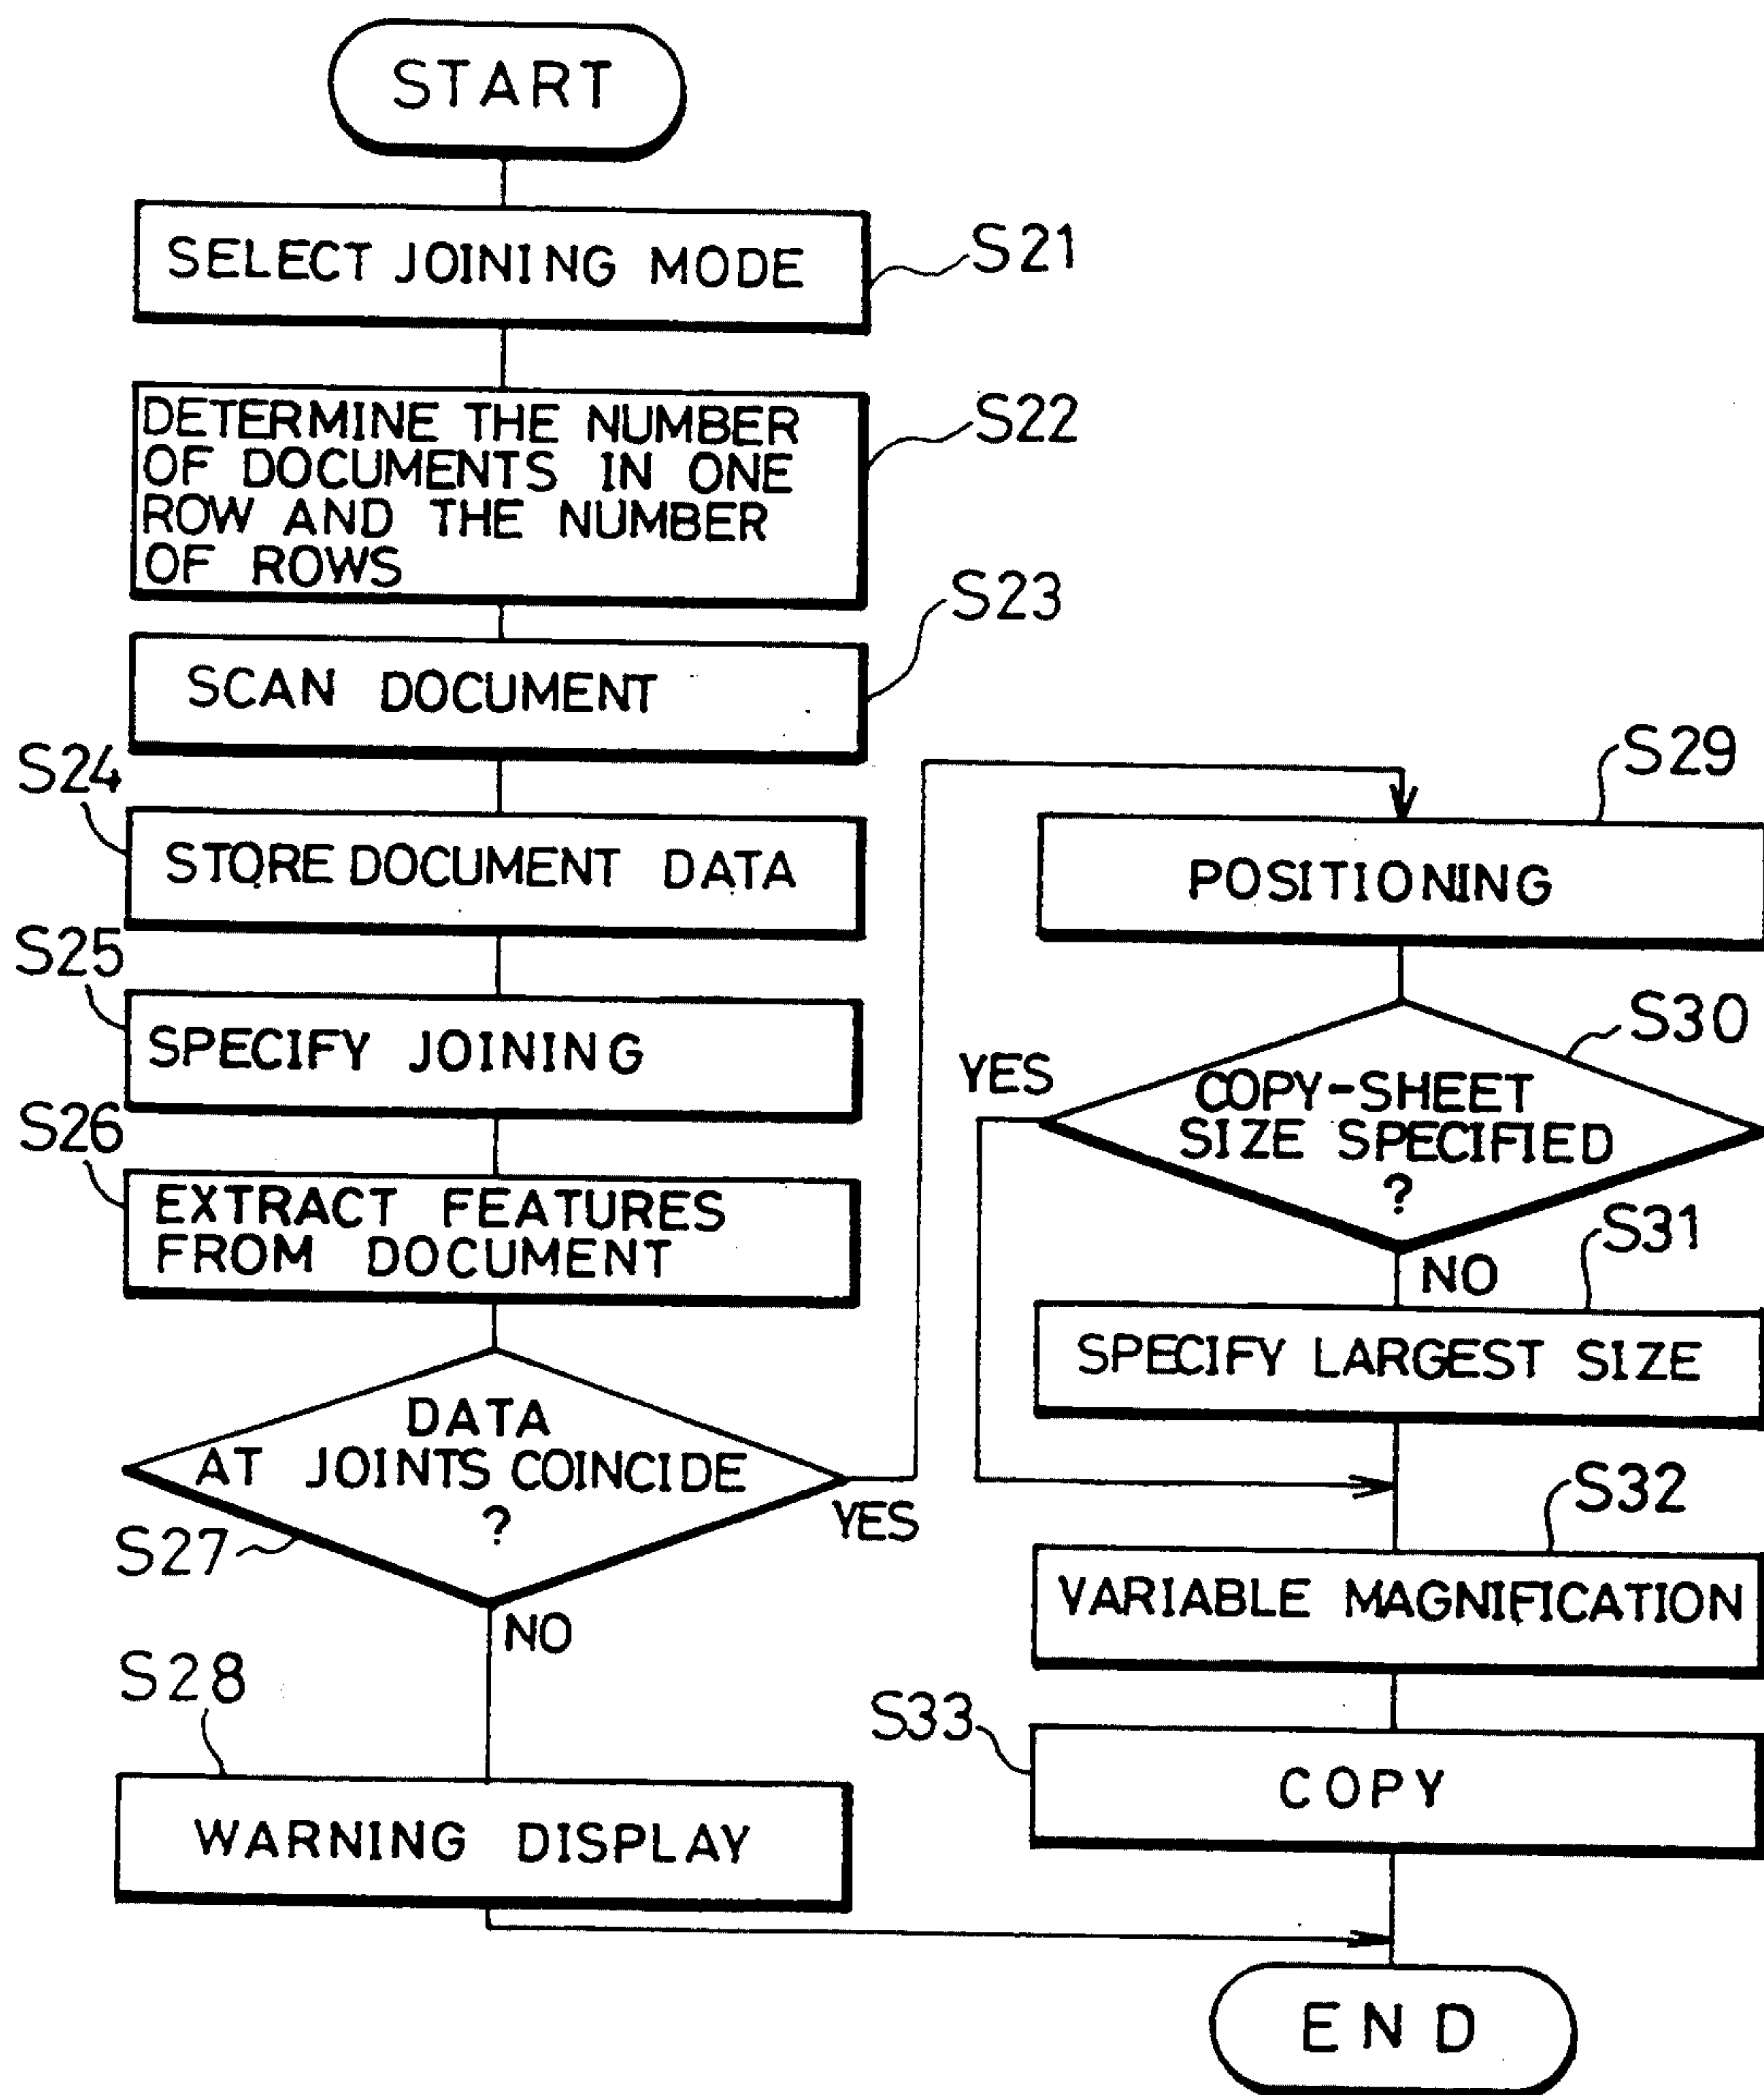 START
SELECT JOINING MODE
S21
DETERMINE THE NUMBER
OF DOCUMENTS IN ONE
ROW AND THE NUMBER
OF ROWS
S22
SCAN DOCUMENT
S23
S24
STORE DOCUMENT DATA
S25
SPECIFY JOINING
S26
EXTRACT FEATURES
FROM DOCUMENT
DATA
AT JOINTS COINCIDE
?
S27
YES
NO
S28
WARNING DISPLAY
S29
POSITIONING
S30
YES
COPY-SHEET
SIZE SPECIFIED
?
NO
S31
SPECIFY LARGEST SIZE
S32
VARIABLE MAGNIFICATION
S33
COPY
END